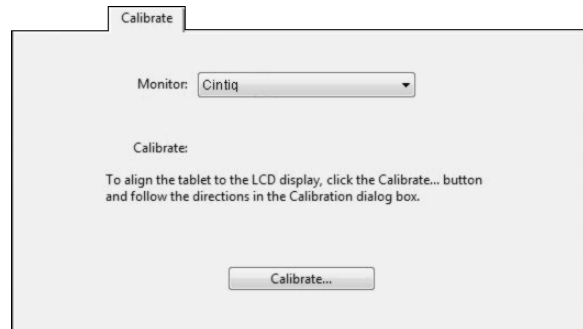 Calibrate
Monitor: Cintiq
Calibrate:
To align the tablet to the LCD display, click the Calibrate... button
and follow the directions in the Calibration dialog box.
Calibrate...